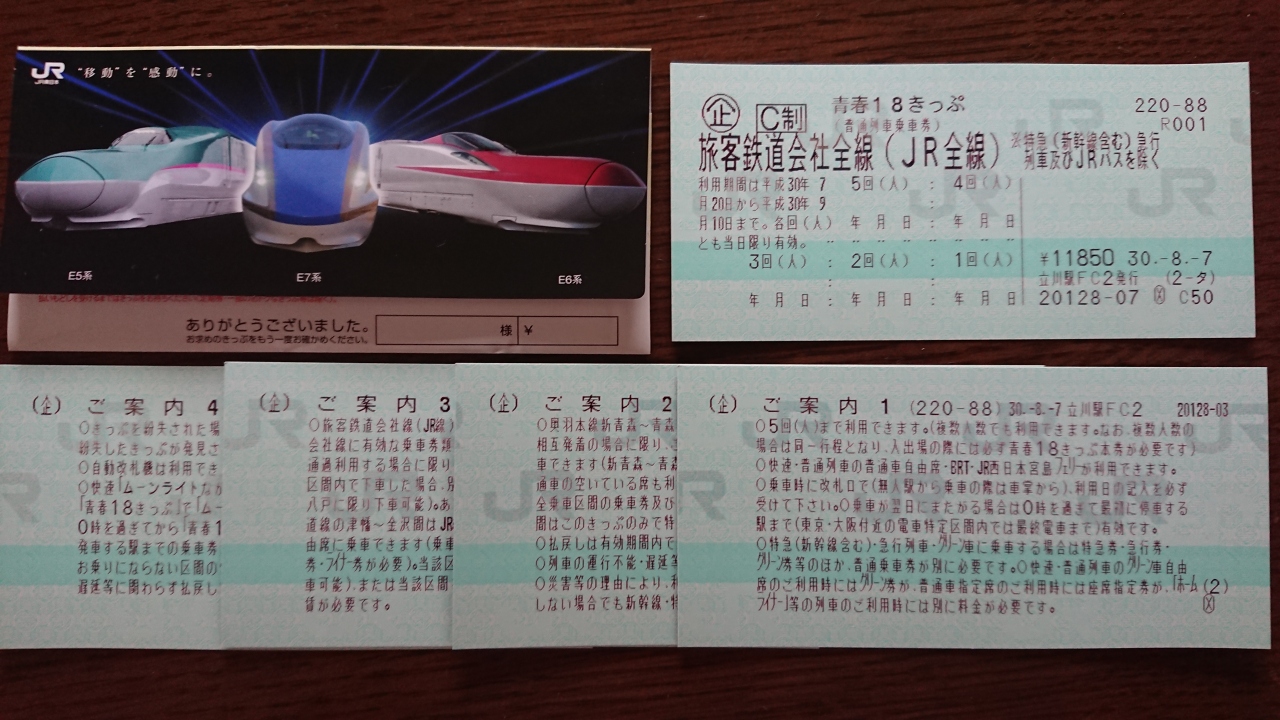 JR "移動"を"感動"に。
JR東日本
E5系
E7系
E6系
ありがとうございました。
お求めのきっぷをもう一度お確かめください。
様 ¥
企 C制 青春18きっぷ 220-88
(普通列車乗車券) R001
旅客鉄道会社全線(JR全線) ※特急(新幹線含む)急行
列車及びJRバスを除く
利用期間は平成30年7 5回(人) : 4回(人)
月20日から平成30年9 :
月10日まで。各回(人) 年 月 日 : 年 月 日
とも当日限り有効。
3回(人) : 2回(人) : 1回(人) ¥11850 30.-8.-7
立川駅FC2発行 (2-タ)
年 月 日 : 年 月 日 : 年 月 日 20128-07 C50
(企) ご案内4
○きっぷを紛失された場
紛失したきっぷが発見さ
○自動改札機は利用でき
○快速「ムーンライトなが
「青春18きっぷ」で「ムー
0時を過ぎてから「青春1
発車する駅までの乗車券
お乗りにならない区間の
遅延等に関わらず払戻し
(企) ご案内3
○旅客鉄道会社線(JR線)
会社線に有効な乗車券類
通過利用する場合に限り
区間内で下車した場合、別
八戸に限り下車可能)。あ
道線の津幡~金沢間はJR
由席に乗車できます(乗車
券・ライナー券が必要)。当該区
車可能)、または当該区間
賃が必要です。
(企) ご案内2
○奥羽本線新青森~青森
相互発着の場合に限り、
車できます(新青森~青森
通車の空いている席も利
全乗車区間の乗車券及び
間はこのきっぷのみで特
○払戻しは有効期間内で
○列車の運行不能・遅延等
○災害等の理由により、利
しない場合でも新幹線・特
(企) ご案内1 (220-88) 30.-8.-7 立川駅FC2 20128-03
○5回(人)まで利用できます。(複数人数でも利用できます。なお、複数人数の
場合は同一行程となり、入出場の際には必ず青春18きっぷ本券が必要です)
○快速・普通列車の普通車自由席・BRT・JR西日本宮島フェリーが利用できます。
○乗車時に改札口で(無人駅から乗車の際は車掌から)、利用日の記入を必ず
受けて下さい。○乗車が翌日にまたがる場合は0時を過ぎて最初に停車する
駅まで(東京・大阪付近の電車特定区間内では最終電車まで)有効です。
○特急(新幹線含む)・急行列車・グリーン車に乗車する場合は特急券・急行券・
グリーン券等のほか、普通乗車券が別に必要です。○快速・普通列車のグリーン車自由
席のご利用時にはグリーン券が、普通車指定席のご利用時には座席指定券が、「ホーム (2)
ライナー」等の列車のご利用時には別に料金が必要です。